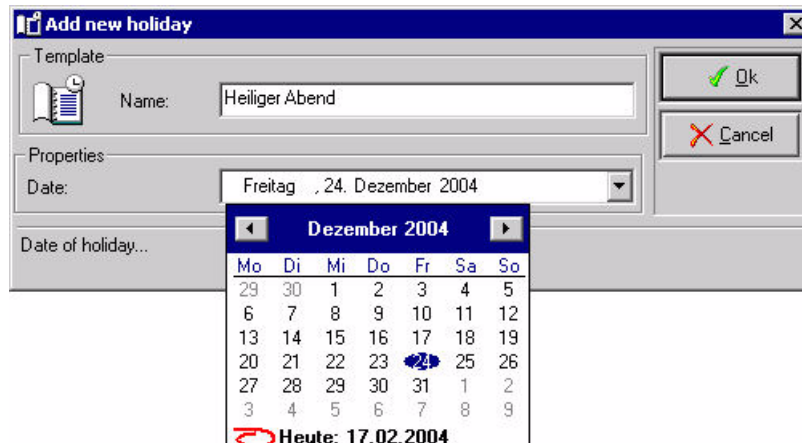 Add new holiday
Template
Name: Heiliger Abend
Ok
Cancel
Properties
Date: Freitag , 24. Dezember 2004
Date of holiday...
Dezember 2004
Mo Di Mi Do Fr Sa So
29 30 1 2 3 4 5
6 7 8 9 10 11 12
13 14 15 16 17 18 19
20 21 22 23 24 25 26
27 28 29 30 31 1 2
3 4 5 6 7 8 9
Heute: 17.02.2004